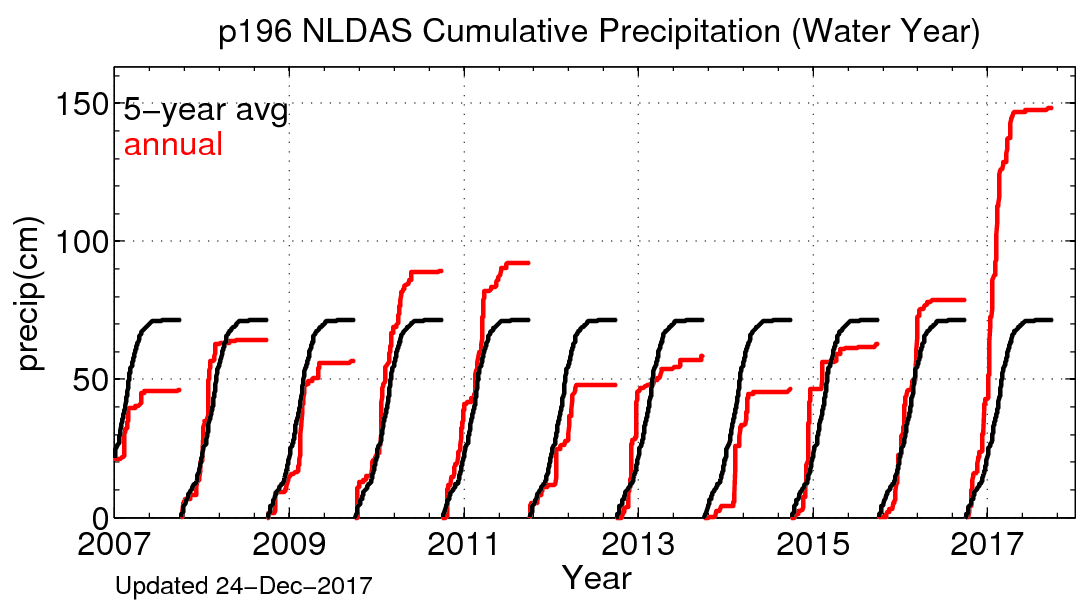 p196 NLDAS Cumulative Precipitation (Water Year)
150
5−year avg
annual
100
precip(cm)
50
0
2007 2009 2011 2013 2015 2017
Year
Updated 24−Dec−2017